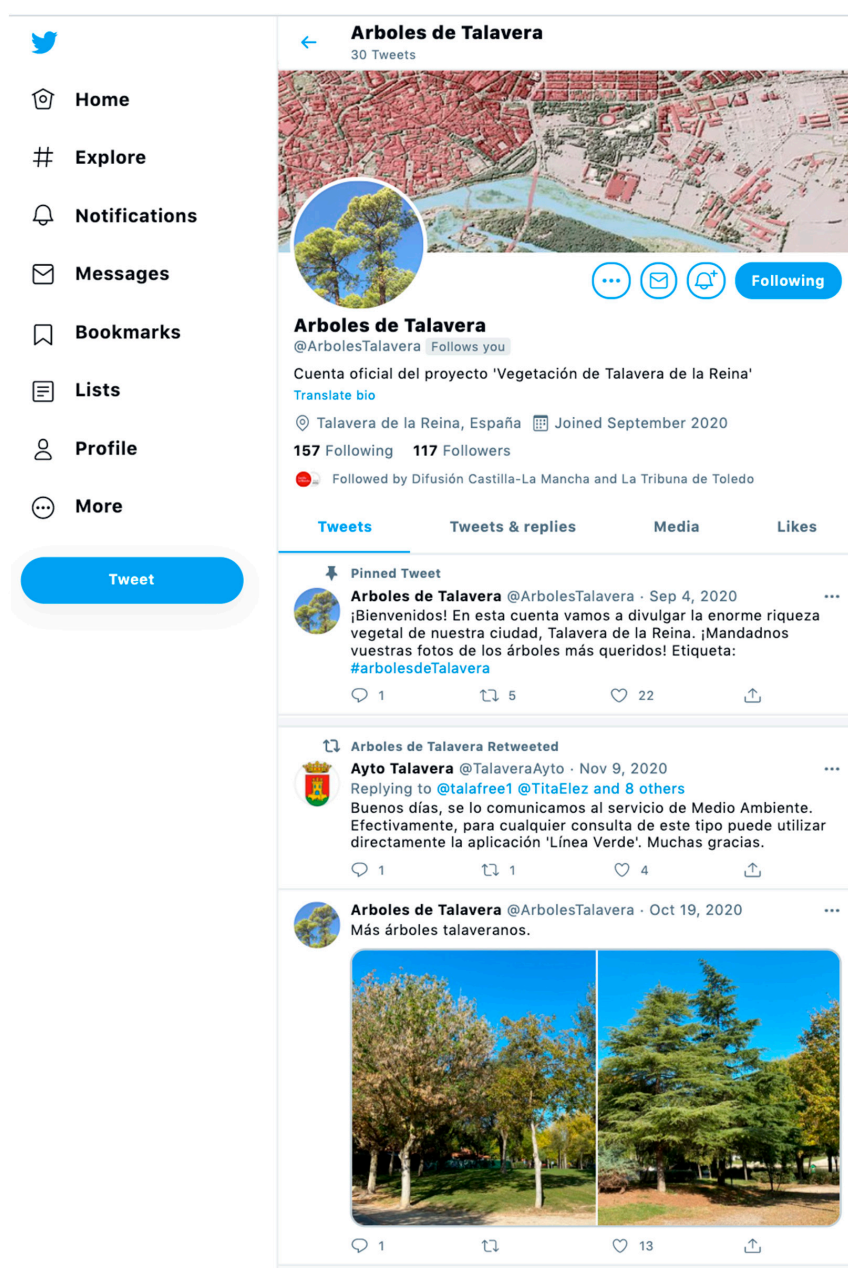 Arboles de Talavera
30 Tweets
Home
Explore
Notifications
Messages
Bookmarks
Lists
Profile
More
Tweet
Following
Arboles de Talavera
@ArbolesTalavera Follows you
Cuenta oficial del proyecto 'Vegetación de Talavera de la Reina'
Translate bio
Talavera de la Reina, España Joined September 2020
157 Following 117 Followers
Followed by Difusión Castilla-La Mancha and La Tribuna de Toledo
Tweets Tweets & replies Media Likes
Pinned Tweet
Arboles de Talavera @ArbolesTalavera · Sep 4, 2020
¡Bienvenidos! En esta cuenta vamos a divulgar la enorme riqueza
vegetal de nuestra ciudad, Talavera de la Reina. ¡Mandadnos
vuestras fotos de los árboles más queridos! Etiqueta:
#arbolesdeTalavera
1 5 22
Arboles de Talavera Retweeted
Ayto Talavera @TalaveraAyto · Nov 9, 2020
Replying to @talafree1 @TitaElez and 8 others
Buenos días, se lo comunicamos al servicio de Medio Ambiente.
Efectivamente, para cualquier consulta de este tipo puede utilizar
directamente la aplicación 'Línea Verde'. Muchas gracias.
1 1 4
Arboles de Talavera @ArbolesTalavera · Oct 19, 2020
Más árboles talaveranos.
1 13